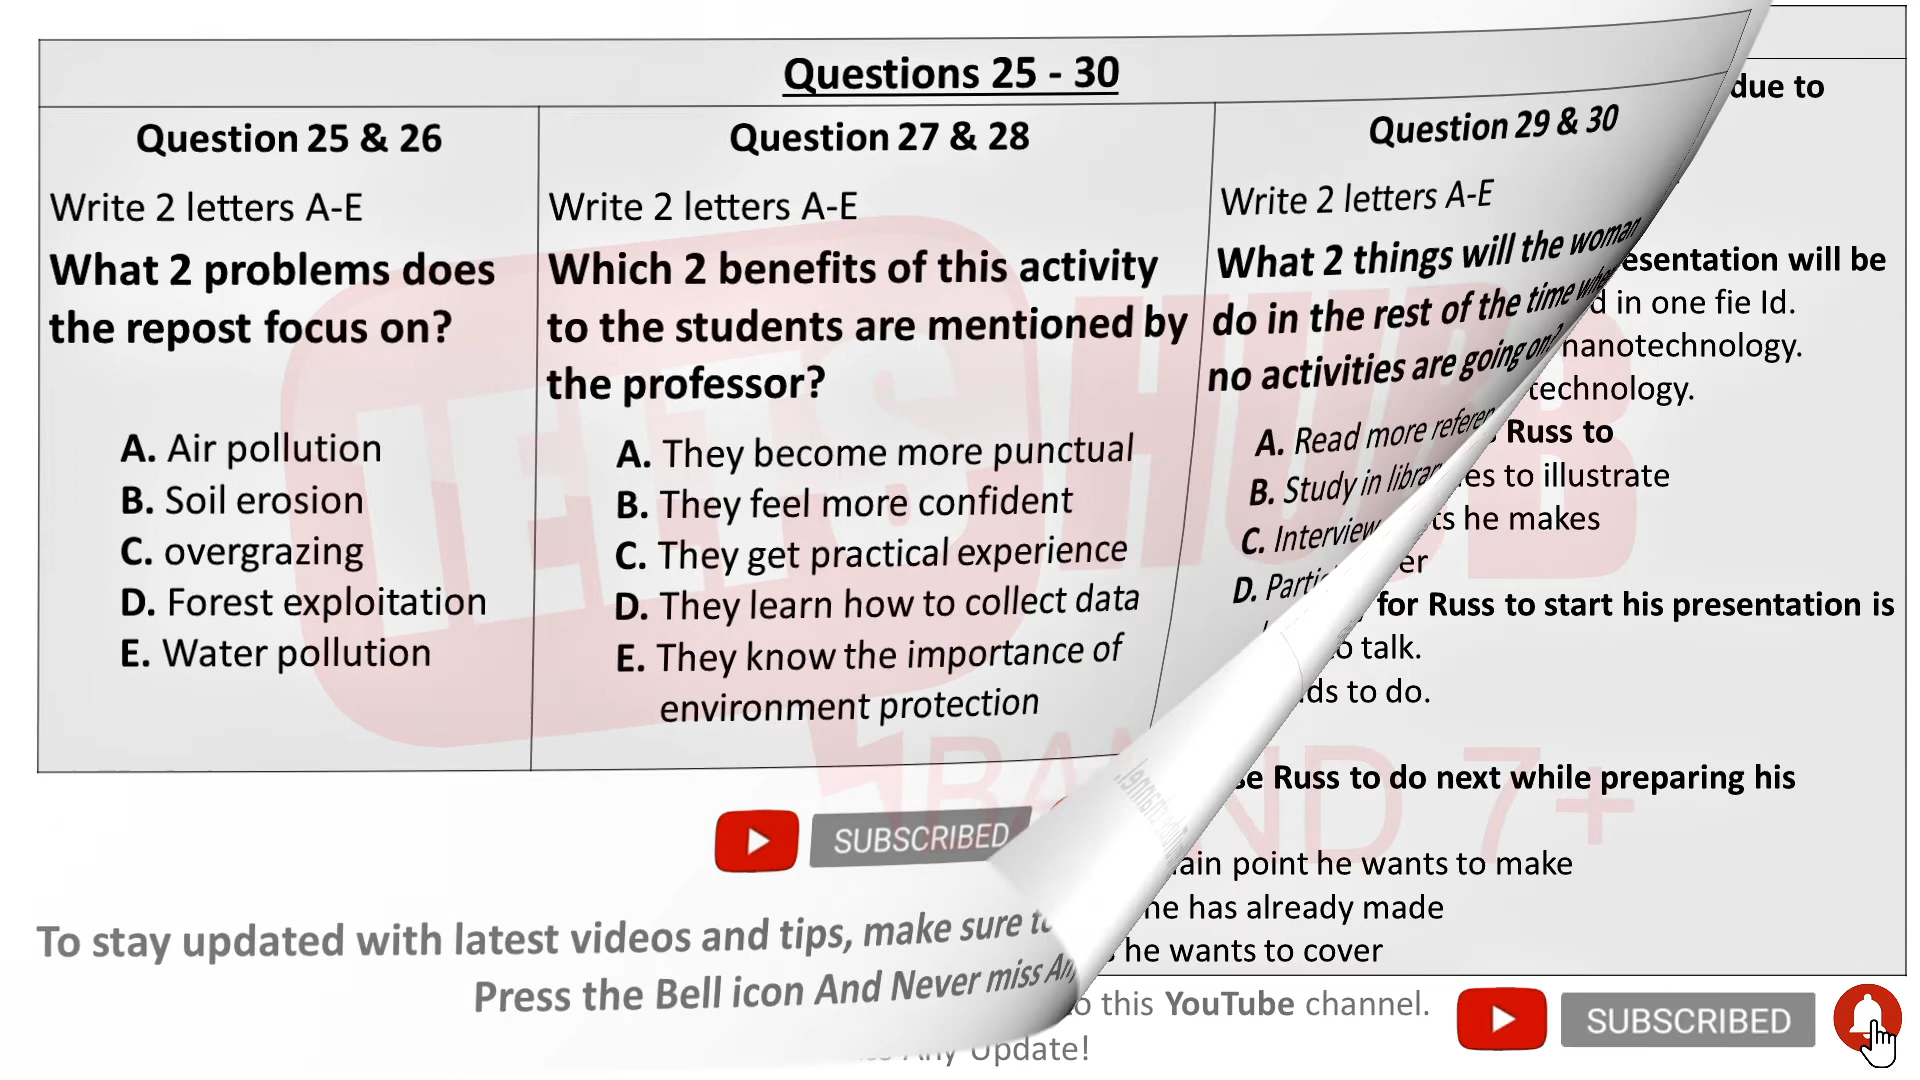 Questions 25 - 30
Question 25 & 26
Write 2 letters A-E
What 2 problems does
the repost focus on?
A. Air pollution
B. Soil erosion
C. overgrazing
D. Forest exploitation
E. Water pollution
Question 27 & 28
Write 2 letters A-E
Which 2 benefits of this activity
to the students are mentioned by
the professor?
A. They become more punctual
B. They feel more confident
C. They get practical experience
D. They learn how to collect data
E. They know the importance of
environment protection
Question 29 & 30
Write 2 letters A-E
What 2 things will the woman
do in the rest of the time
no activities are going on?
A. Read more
B. Study in
C. Interview
D.
due to
will be
in one fie Id.
nanotechnology.
technology.
Russ to
to illustrate
he makes
for Russ to start his presentation is
to talk.
to do.
Russ to do next while preparing his
point he wants to make
he has already made
he wants to cover
IELTS HUB
BAND 7+
SUBSCRIBED
To stay updated with latest videos and tips, make sure
Press the Bell icon And Never miss
this YouTube channel.
Any Update!
SUBSCRIBED